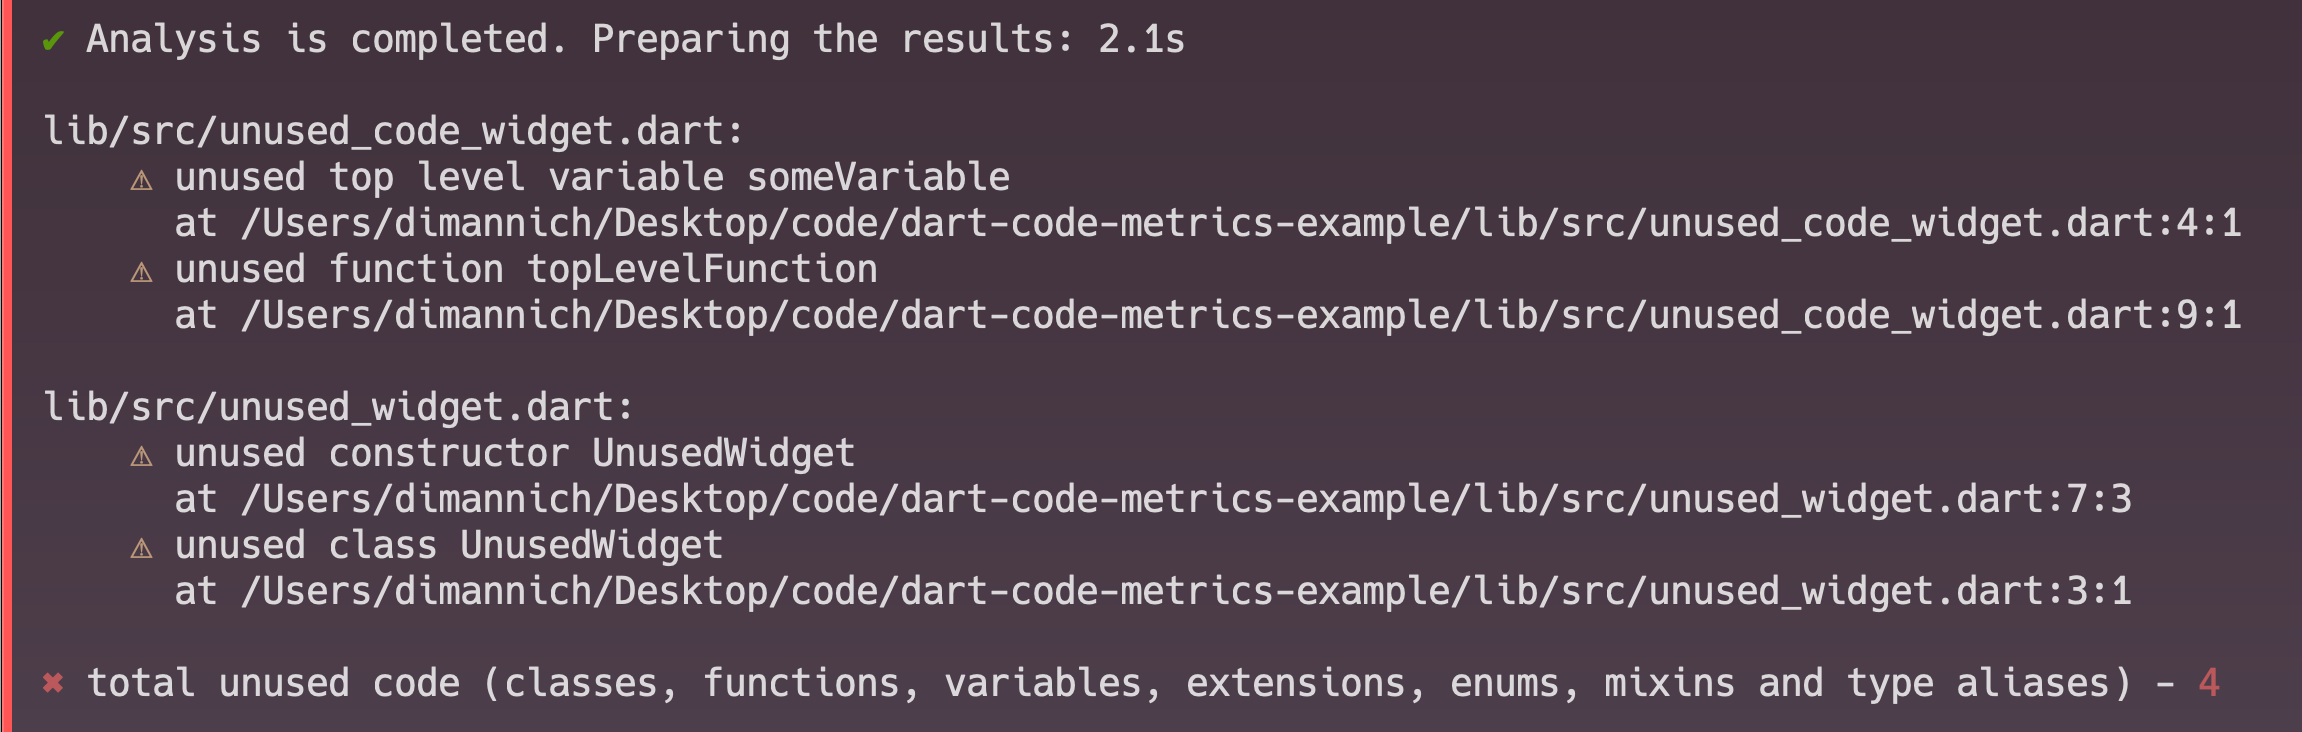 ✔ Analysis is completed. Preparing the results: 2.1s
lib/src/unused_code_widget.dart:
⚠ unused top level variable someVariable
at /Users/dimannich/Desktop/code/dart-code-metrics-example/lib/src/unused_code_widget.dart:4:1
⚠ unused function topLevelFunction
at /Users/dimannich/Desktop/code/dart-code-metrics-example/lib/src/unused_code_widget.dart:9:1
lib/src/unused_widget.dart:
⚠ unused constructor UnusedWidget
at /Users/dimannich/Desktop/code/dart-code-metrics-example/lib/src/unused_widget.dart:7:3
⚠ unused class UnusedWidget
at /Users/dimannich/Desktop/code/dart-code-metrics-example/lib/src/unused_widget.dart:3:1
✖ total unused code (classes, functions, variables, extensions, enums, mixins and type aliases) - 4